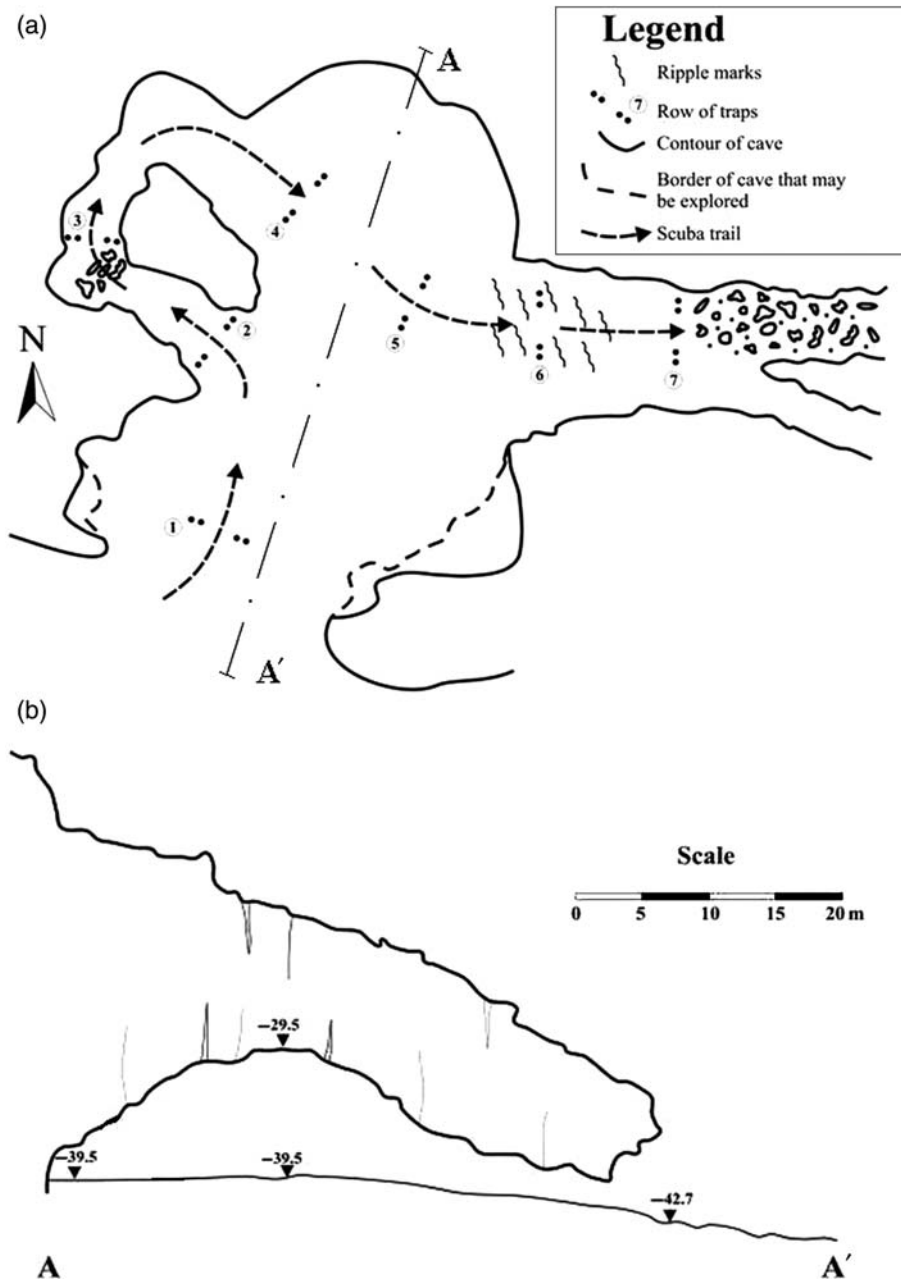 (a)
Legend
Ripple marks
7
Row of traps
Contour of cave
Border of cave that may
be explored
Scuba trail
A
3
4
2
N
5
6
7
1
A′
(b)
Scale
0 5 10 15 20 m
−29.5
−39.5
−39.5
−42.7
A
A′